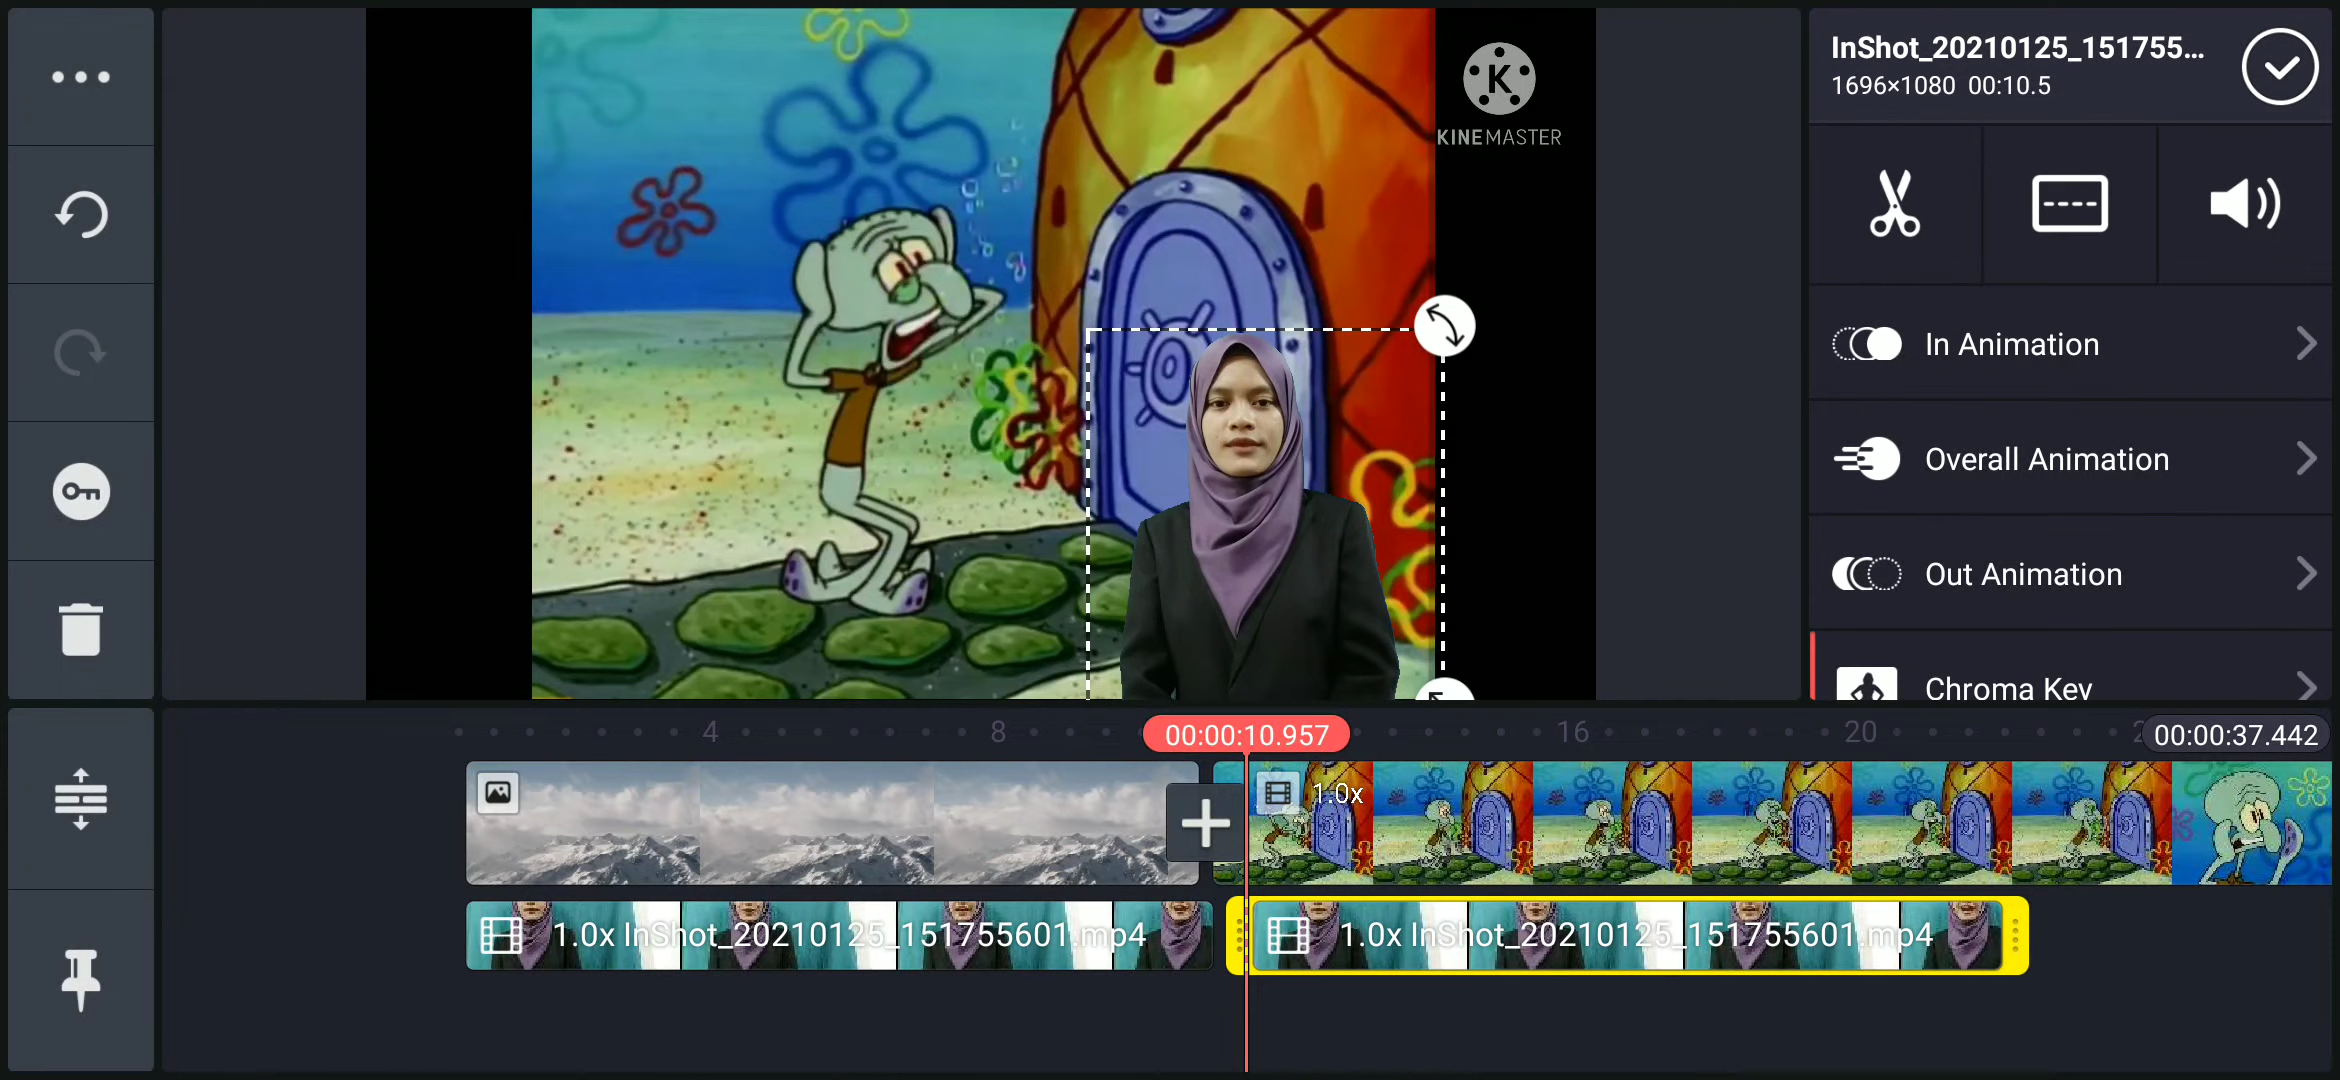 InShot_20210125_151755...
1696×1080 00:10.5
KINEMASTER
In Animation
Overall Animation
Out Animation
Chroma Key
4
8
00:00:10.957
16
20
00:00:37.442
1.0x
1.0x InShot_20210125_151755601.mp4
1.0x InShot_20210125_151755601.mp4